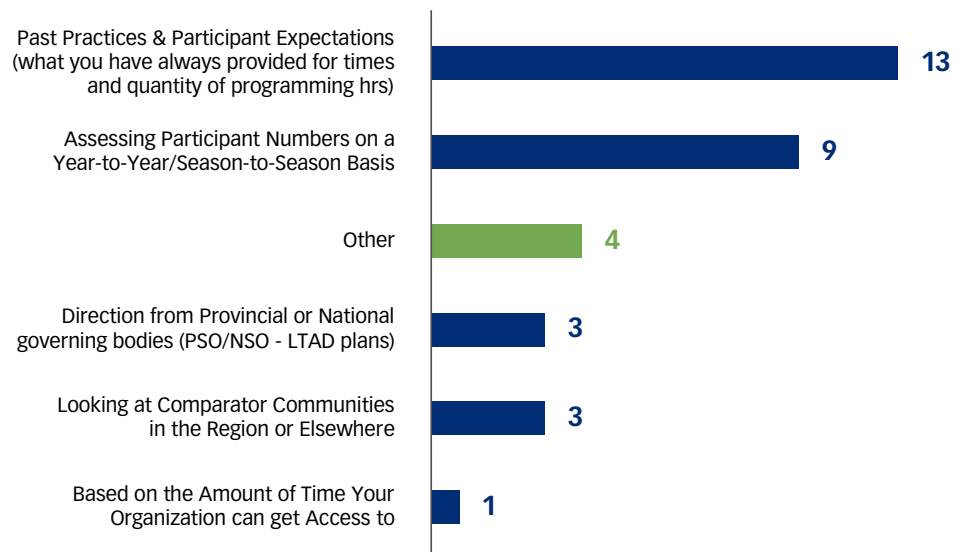 Past Practices & Participant Expectations
(what you have always provided for times
and quantity of programming hrs)
13
Assessing Participant Numbers on a
Year-to-Year/Season-to-Season Basis
9
Other
4
Direction from Provincial or National
governing bodies (PSO/NSO - LTAD plans)
3
Looking at Comparator Communities
in the Region or Elsewhere
3
Based on the Amount of Time Your
Organization can get Access to
1